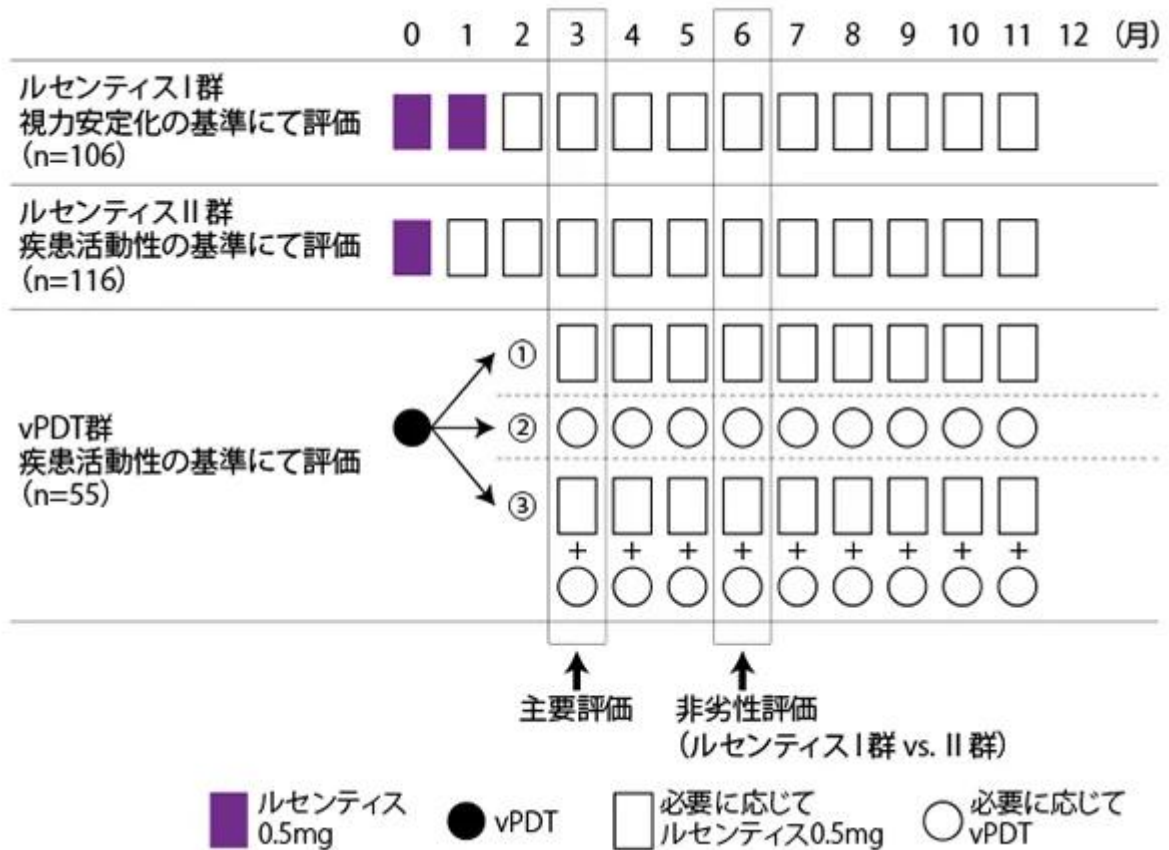 0 1 2 3 4 5 6 7 8 9 10 11 12 (月)
ルセンティスI群
視力安定化の基準にて評価
(n=106)
ルセンティスII群
疾患活動性の基準にて評価
(n=116)
vPDT群
疾患活動性の基準にて評価
(n=55)
①
②
③
+ + + + + + + + +
主要評価
非劣性評価
(ルセンティスI群 vs. II群)
ルセンティス
0.5mg
vPDT
必要に応じて
ルセンティス0.5mg
必要に応じて
vPDT